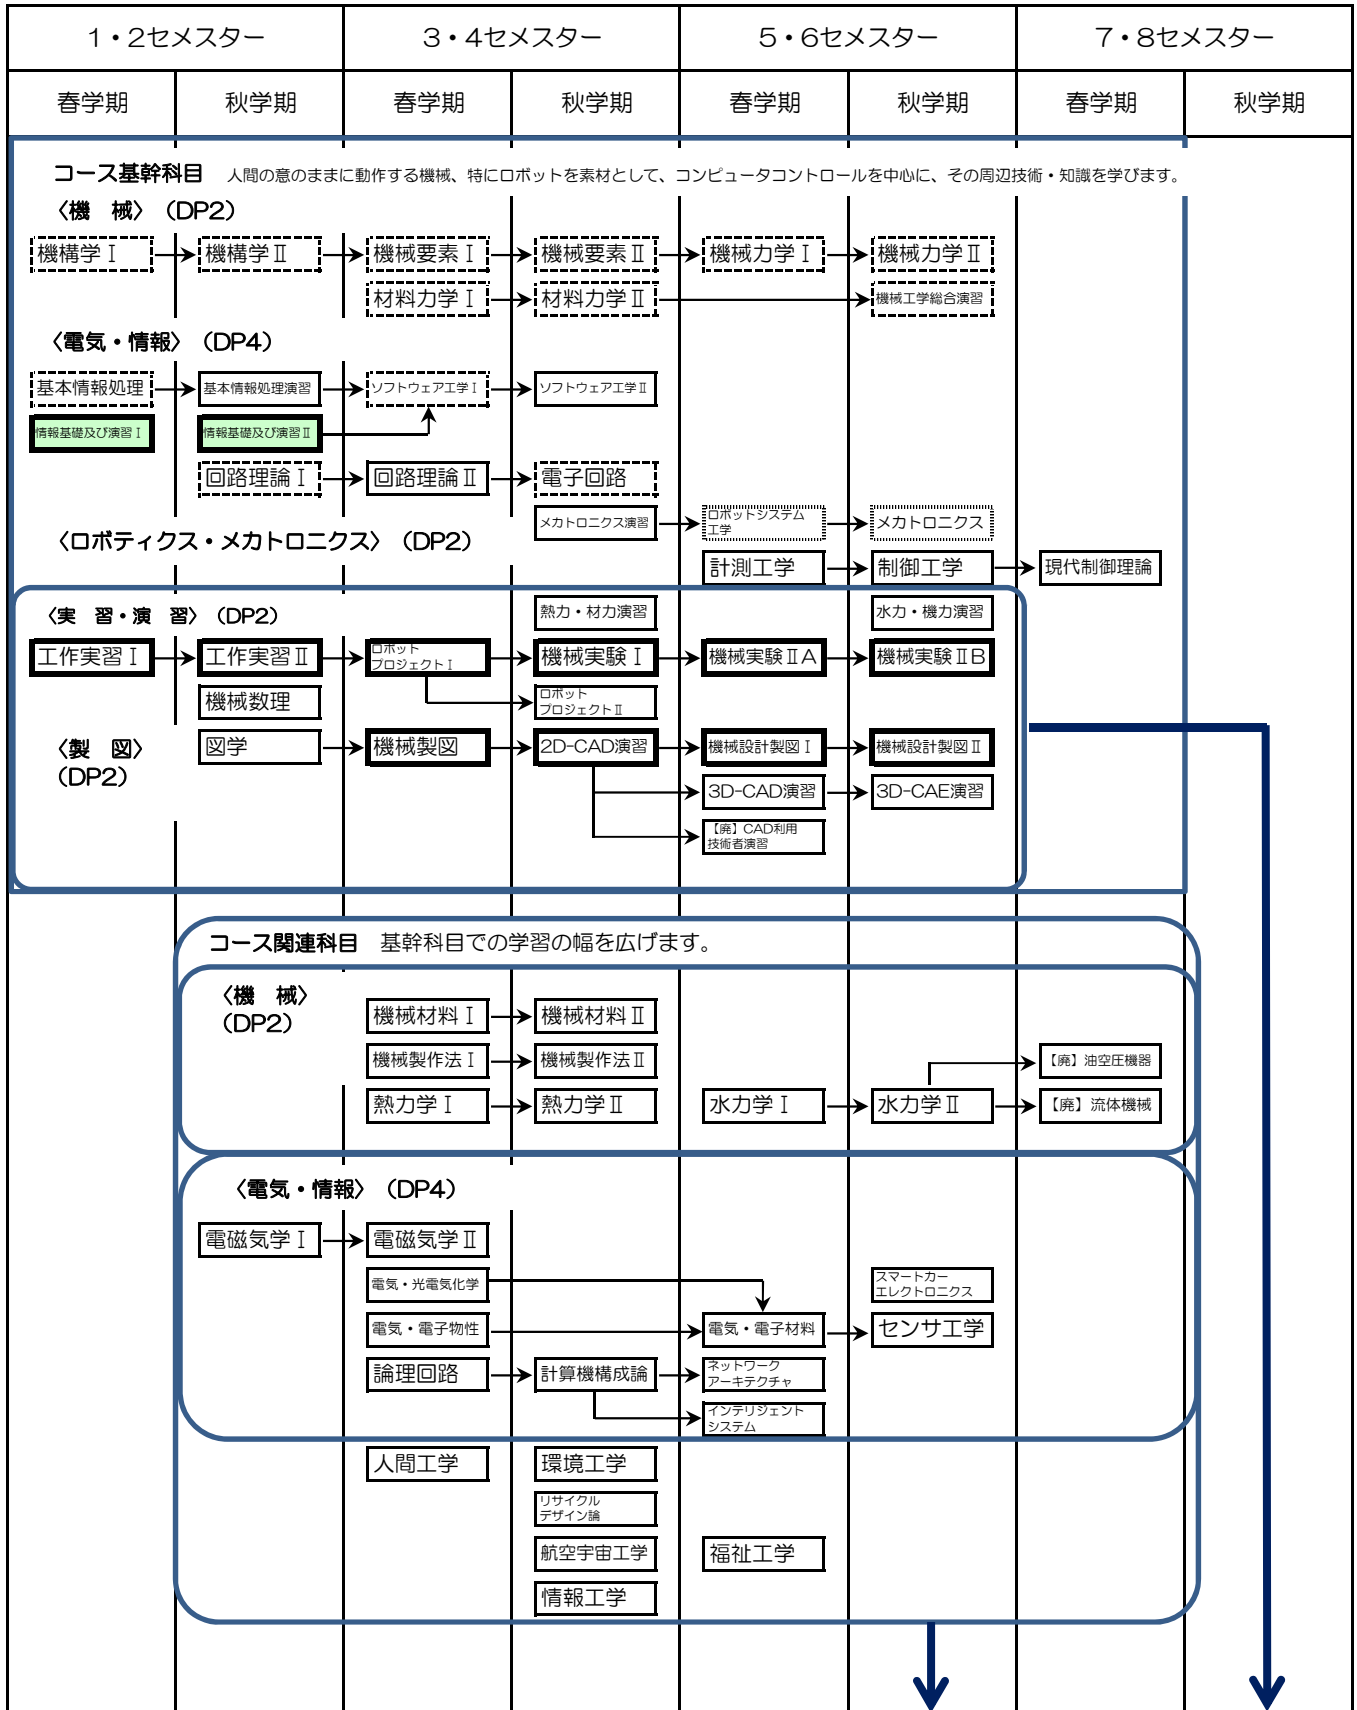 1・2セメスター 3・4セメスター 5・6セメスター 7・8セメスター
春学期 秋学期 春学期 秋学期 春学期 秋学期 春学期 秋学期
コース基幹科目 人間の意のままに動作する機械、特にロボットを素材として、コンピュータコントロールを中心に、その周辺技術・知識を学びます。
〈機 械〉（DP2）
機構学Ⅰ 機構学Ⅱ 機械要素Ⅰ 機械要素Ⅱ 機械力学Ⅰ 機械力学Ⅱ
材料力学Ⅰ 材料力学Ⅱ 機械工学総合演習
〈電気・情報〉（DP4）
基本情報処理 基本情報処理演習 ソフトウェア工学Ⅰ ソフトウェア工学Ⅱ
情報基礎及び演習Ⅰ 情報基礎及び演習Ⅱ
回路理論Ⅰ 回路理論Ⅱ 電子回路
メカトロニクス演習 ロボットシステム
工学 メカトロニクス
〈ロボティクス・メカトロニクス〉（DP2）
計測工学 制御工学 現代制御理論
〈実 習・演 習〉（DP2） 熱力・材力演習 水力・機力演習
工作実習Ⅰ 工作実習Ⅱ ロボット
プロジェクトⅠ 機械実験Ⅰ 機械実験ⅡA 機械実験ⅡB
機械数理 ロボット
プロジェクトⅡ
〈製 図〉
（DP2）
図学 機械製図 2D-CAD演習 機械設計製図Ⅰ 機械設計製図Ⅱ
3D-CAD演習 3D-CAE演習
【廃】CAD利用
技術者演習
コース関連科目 基幹科目での学習の幅を広げます。
〈機 械〉
（DP2）
機械材料Ⅰ 機械材料Ⅱ
機械製作法Ⅰ 機械製作法Ⅱ 【廃】油空圧機器
熱力学Ⅰ 熱力学Ⅱ 水力学Ⅰ 水力学Ⅱ 【廃】流体機械
〈電気・情報〉（DP4）
電磁気学Ⅰ 電磁気学Ⅱ
電気・光電気化学 スマートカー
エレクトロニクス
電気・電子物性 電気・電子材料 センサ工学
論理回路 計算機構成論 ネットワーク
アーキテクチャ
インテリジェント
システム
人間工学 環境工学
リサイクル
デザイン論
航空宇宙工学 福祉工学
情報工学